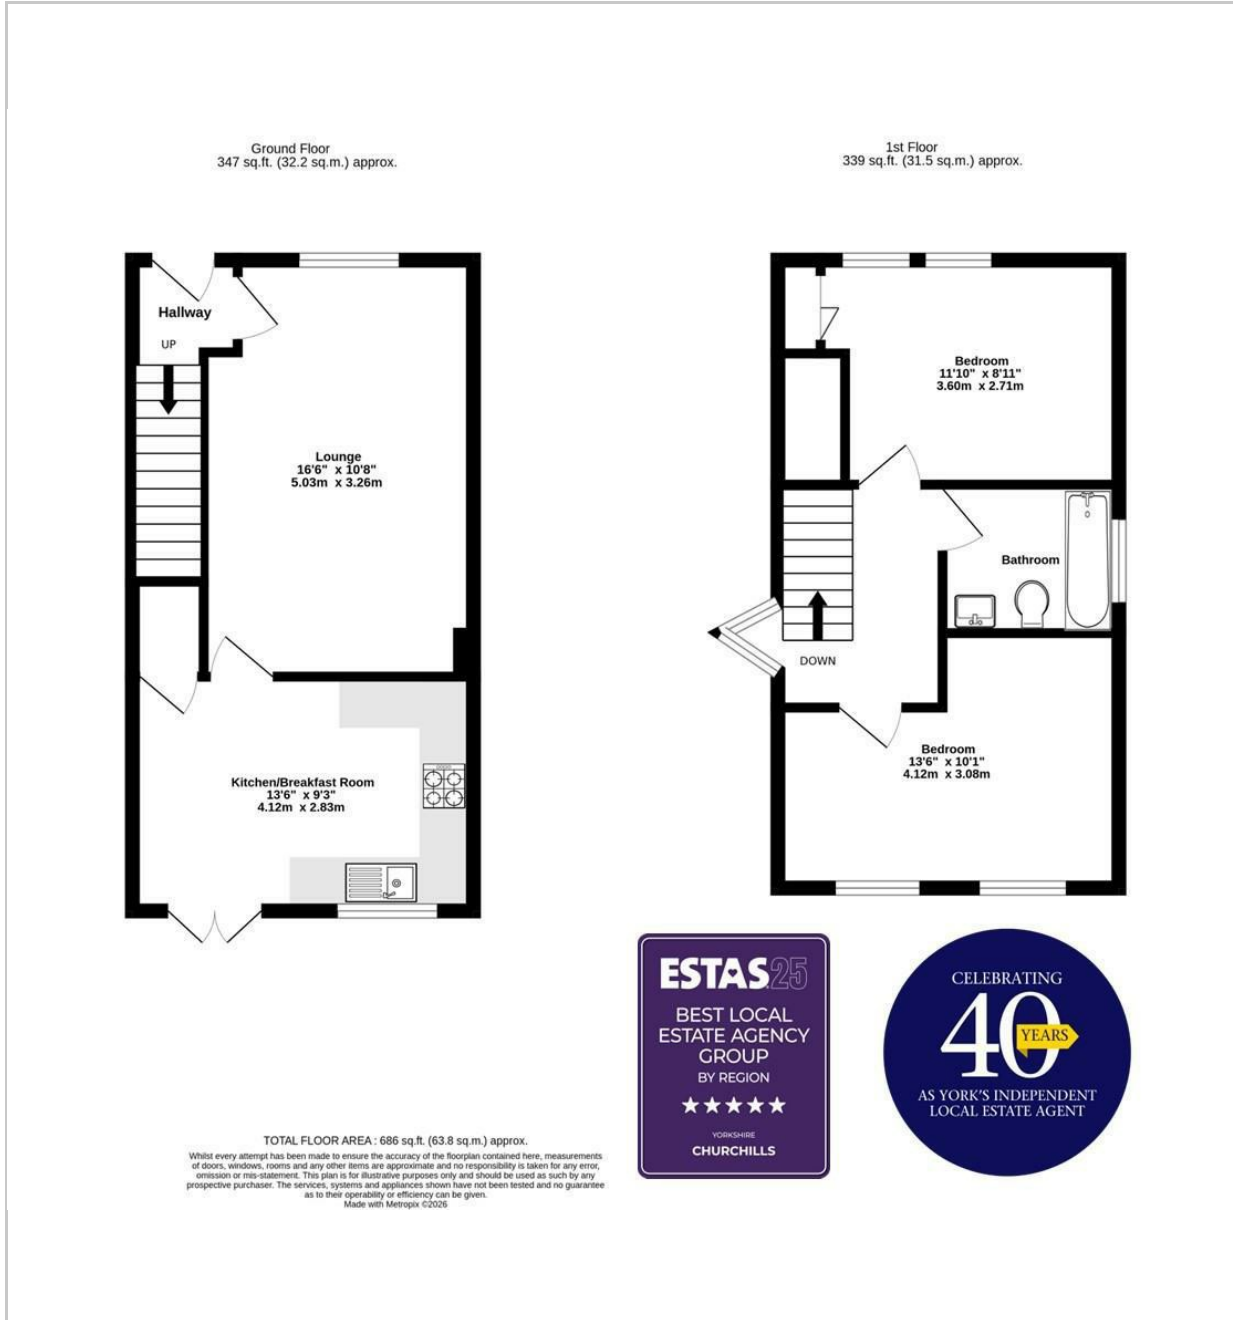 Ground Floor
347 sq.ft. (32.2 sq.m.) approx.
1st Floor
339 sq.ft. (31.5 sq.m.) approx.
Hallway
UP
Lounge
16'6" x 10'8"
5.03m x 3.26m
Kitchen/Breakfast Room
13'6" x 9'3"
4.12m x 2.83m
Bedroom
11'10" x 8'11"
3.60m x 2.71m
Bathroom
DOWN
Bedroom
13'6" x 10'1"
4.12m x 3.08m
ESTAS 25
BEST LOCAL
ESTATE AGENCY
GROUP
BY REGION
YORKSHIRE
CHURCHILLS
CELEBRATING
40
YEARS
AS YORK'S INDEPENDENT
LOCAL ESTATE AGENT
TOTAL FLOOR AREA : 686 sq.ft. (63.8 sq.m.) approx.
Whilst every attempt has been made to ensure the accuracy of the floorplan contained here, measurements
of doors, windows, rooms and any other items are approximate and no responsibility is taken for any error,
omission or mis-statement. This plan is for illustrative purposes only and should be used as such by any
prospective purchaser. The services, systems and appliances shown have not been tested and no guarantee
as to their operability or efficiency can be given.
Made with Metropix ©2026